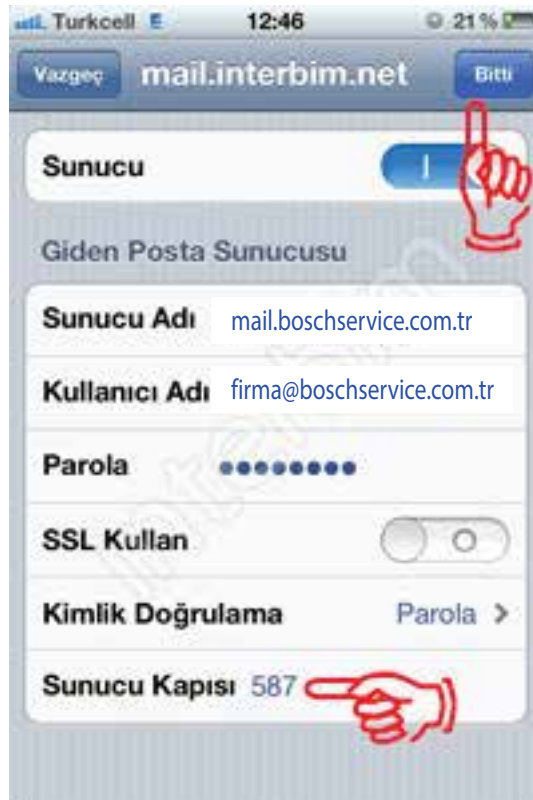 Turkcell E 12:46 21 %
Vazgeç mail.interbim.net Bitti
Sunucu
Giden Posta Sunucusu
Sunucu Adı mail.boschservice.com.tr
Kullanıcı Adı firma@boschservice.com.tr
Parola ●●●●●●●●●
SSL Kullan
Kimlik Doğrulama Parola >
Sunucu Kapısı 587
interbim